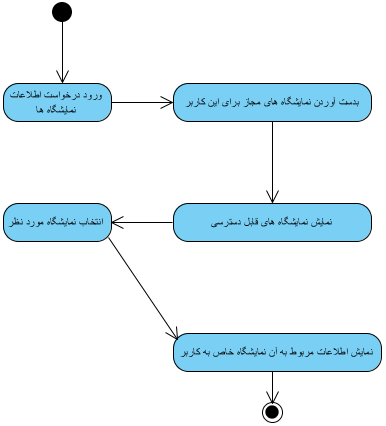 ورود درخواست اطلاعات
نمایشگاه ها
بدست آوردن نمایشگاه های مجاز برای این کاربر
نمایش نمایشگاه های قابل دسترسی
انتخاب نمایشگاه مورد نظر
نمایش اطلاعات مربوط به آن نمایشگاه خاص به کاربر